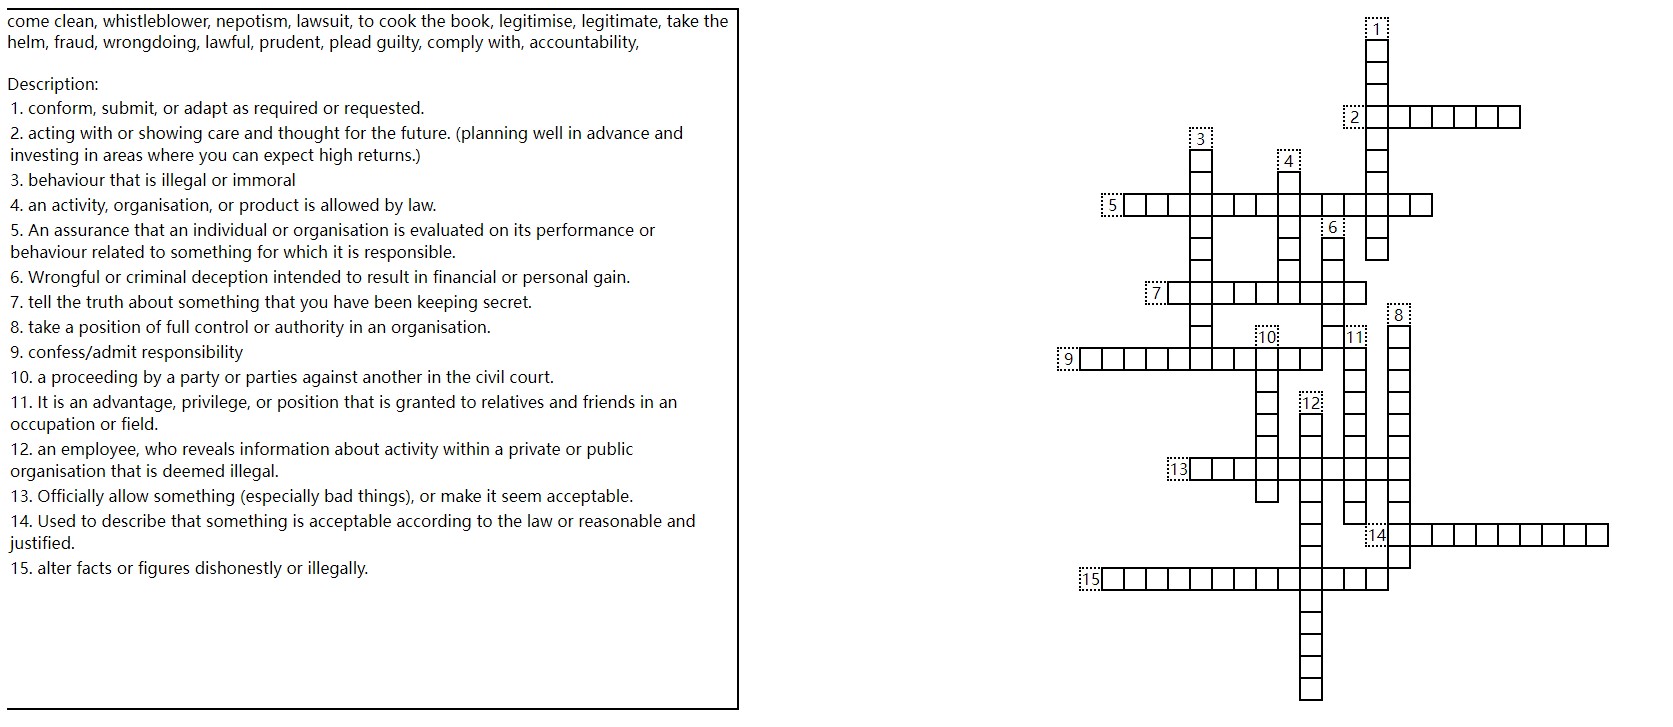 come clean, whistleblower, nepotism, lawsuit, to cook the book, legitimise, legitimate, take the
helm, fraud, wrongdoing, lawful, prudent, plead guilty, comply with, accountability,
Description:
1. conform, submit, or adapt as required or requested.
2. acting with or showing care and thought for the future. (planning well in advance and
investing in areas where you can expect high returns.)
3. behaviour that is illegal or immoral
4. an activity, organisation, or product is allowed by law.
5. An assurance that an individual or organisation is evaluated on its performance or
behaviour related to something for which it is responsible.
6. Wrongful or criminal deception intended to result in financial or personal gain.
7. tell the truth about something that you have been keeping secret.
8. take a position of full control or authority in an organisation.
9. confess/admit responsibility
10. a proceeding by a party or parties against another in the civil court.
11. It is an advantage, privilege, or position that is granted to relatives and friends in an
occupation or field.
12. an employee, who reveals information about activity within a private or public
organisation that is deemed illegal.
13. Officially allow something (especially bad things), or make it seem acceptable.
14. Used to describe that something is acceptable according to the law or reasonable and
justified.
15. alter facts or figures dishonestly or illegally.
1
2
3
4
5
6
7
8
10
11
9
12
13
14
15